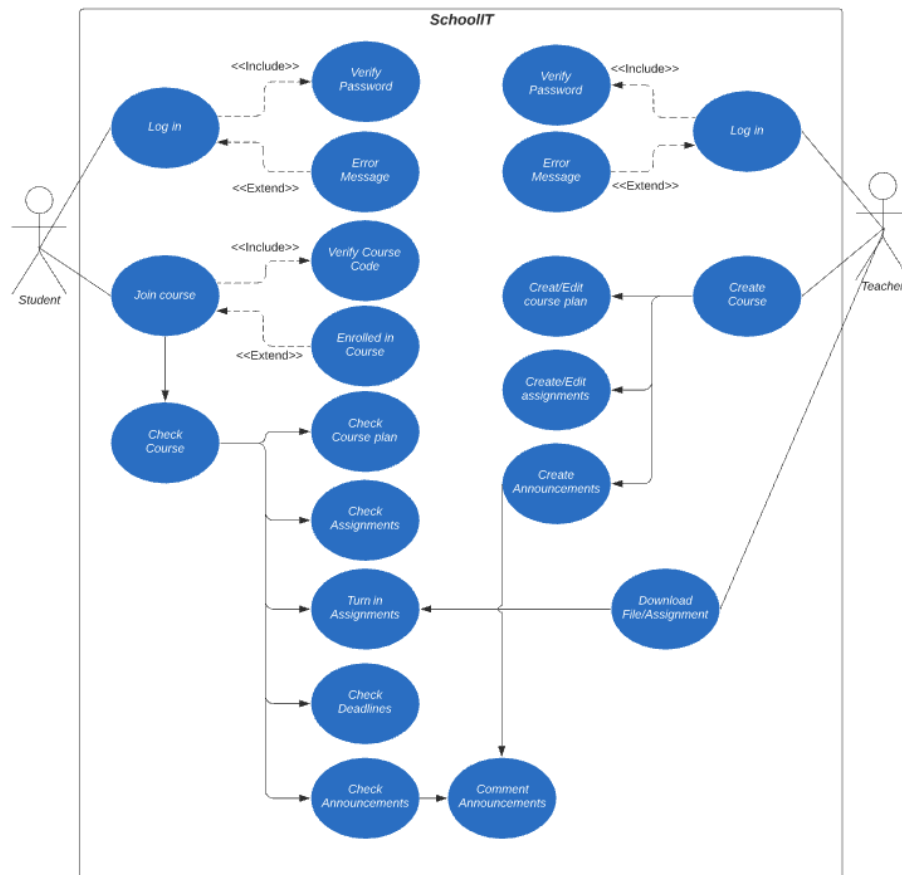 SchoolIT
<<Include>>
Verify
Password
Log in
Error
Message
<<Extend>>
Verify
Password
<<Include>>
Log in
Error
Message
<<Extend>>
Student
Teacher
<<Include>>
Verify Course
Code
Join course
Enrolled in
Course
<<Extend>>
Creat/Edit
course plan
Create
Course
Create/Edit
assignments
Check
Course
Check
Course plan
Create
Announcements
Check
Assignments
Turn in
Assignments
Download
File/Assignment
Check
Deadlines
Check
Announcements
Comment
Announcements